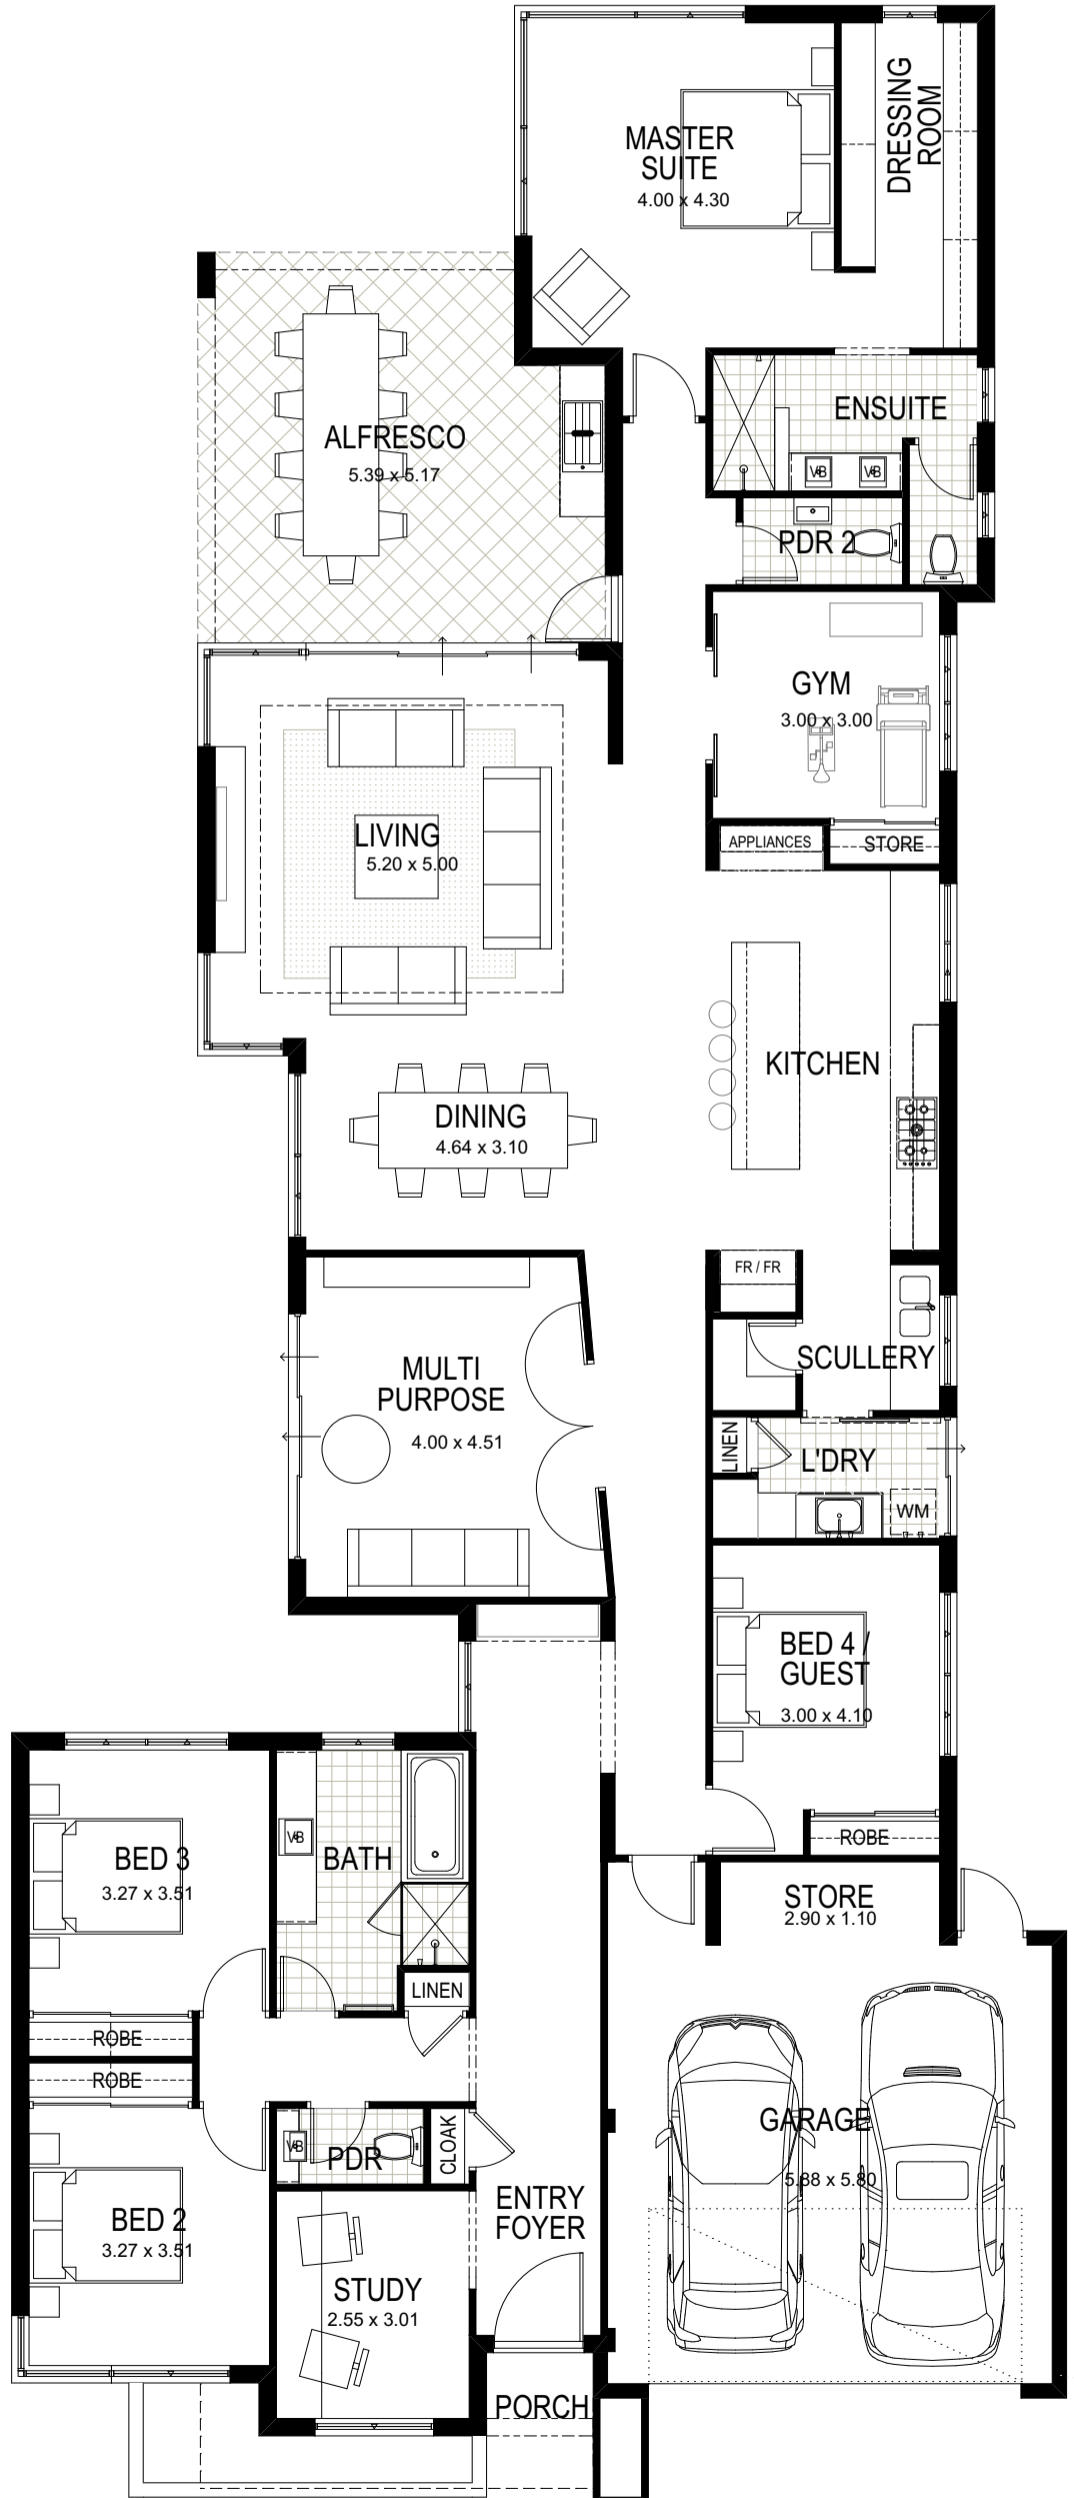 MASTER
SUITE
4.00 x 4.30
DRESSING
ROOM
ENSUITE
VB
VB
ALFRESCO
5.39 x 5.17
PDR 2
GYM
3.00 x 3.00
APPLIANCES
STORE
LIVING
5.20 x 5.00
KITCHEN
DINING
4.64 x 3.10
FR / FR
SCULLERY
MULTI
PURPOSE
4.00 x 4.51
LINEN
L'DRY
WM
BED 4 /
GUEST
3.00 x 4.10
ROBE
BED 3
3.27 x 3.51
VB
BATH
STORE
2.90 x 1.10
LINEN
ROBE
ROBE
VB
PDR
CLOAK
GARAGE
5.88 x 5.80
ENTRY
FOYER
BED 2
3.27 x 3.51
STUDY
2.55 x 3.01
PORCH